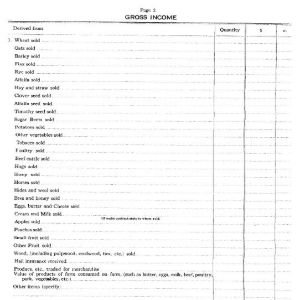 Page 2
GROSS INCOME
Derived from Quantity $ c.
1. Wheat sold
Oats sold
Barley sold
Flax sold
Rye sold
Alfalfa sold
Hay and straw sold
Clover seed sold
Alfalfa seed sold
Timothy seed sold
Sugar Beets sold
Potatoes sold
Other vegetables sold
Tobacco sold
Poultry sold
Beef cattle sold
Hogs sold
Sheep sold
Horses sold
Hides and wool sold
Bees and honey sold
Eggs, butter and Cheese sold
Cream and Milk sold
Apples sold
Peaches sold
Small fruit sold
Other Fruit sold
Wood, (including pulpwood, cordwood, ties, etc.) sold
Hail insurance received
Product, etc. traded for merchandise
Value of products of farm consumed on farm, (such as butter, eggs, milk, beef, poultry,
pork, vegetables, etc.)
Other items (specify